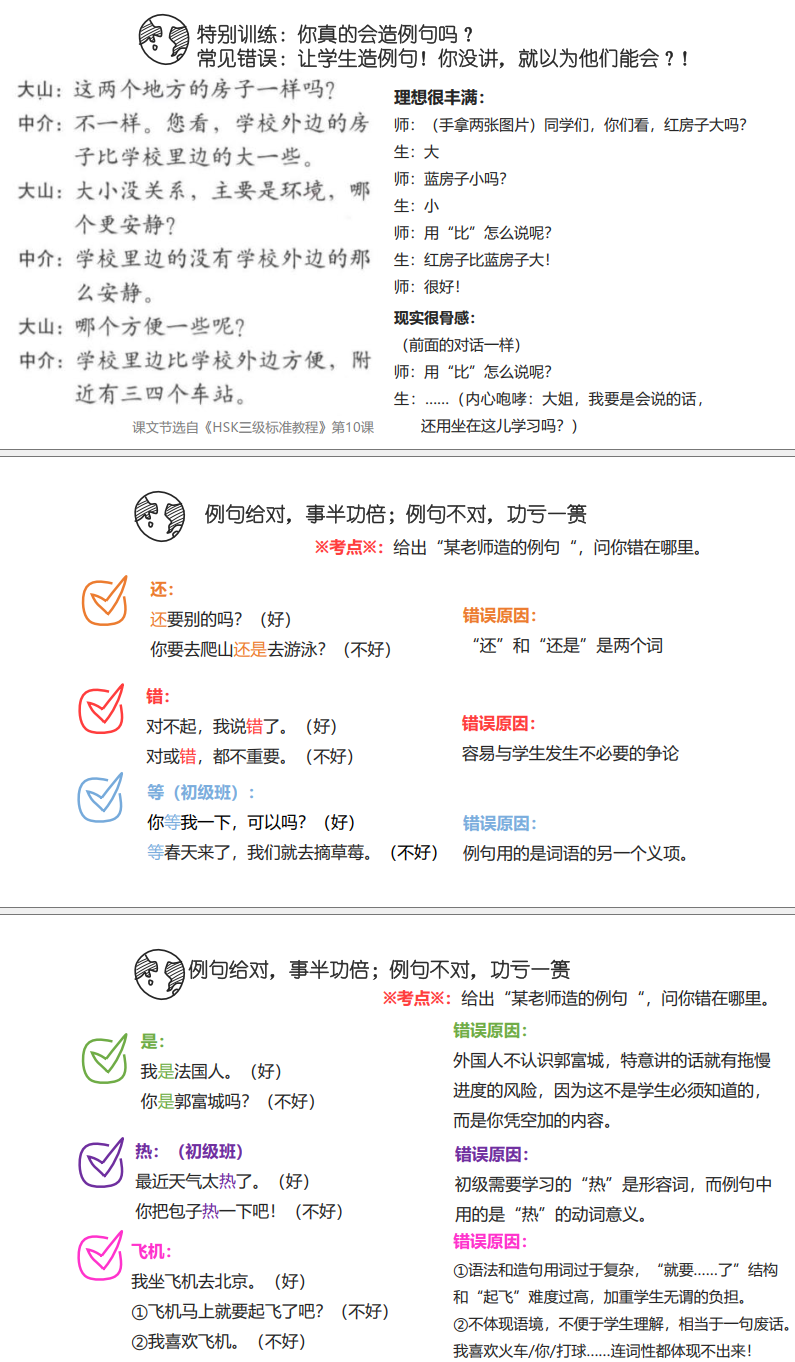 特别训练：你真的会造例句吗？
常见错误：让学生造例句！你没讲，就以为他们能会？！
大山：这两个地方的房子一样吗？
中介：不一样。您看，学校外边的房
子比学校里边的大一些。
大山：大小没关系，主要是环境，哪
个更安静？
中介：学校里边的没有学校外边的那
么安静。
大山：哪个方便一些呢？
中介：学校里边比学校外边方便，附
近有三四个车站。
课文节选自《HSK三级标准教程》第10课
理想很丰满：
师：（手拿两张图片）同学们，你们看，红房子大吗？
生：大
师：蓝房子小吗？
生：小
师：用“比”怎么说呢？
生：红房子比蓝房子大！
师：很好！
现实很骨感：
（前面的对话一样）
师：用“比”怎么说呢？
生：……（内心咆哮：大姐，我要是会说的话，
还用坐在这儿学习吗？）
例句给对，事半功倍；例句不对，功亏一篑
※考点※：给出“某老师造的例句“，问你错在哪里。
还：
还要别的吗？（好）
你要去爬山还是去游泳？（不好）
错误原因：
“还”和“还是”是两个词
错：
对不起，我说错了。（好）
对或错，都不重要。（不好）
错误原因：
容易与学生发生不必要的争论
等（初级班）：
你等我一下，可以吗？（好）
等春天来了，我们就去摘草莓。（不好）
错误原因：
例句用的是词语的另一个义项。
例句给对，事半功倍；例句不对，功亏一篑
※考点※：给出“某老师造的例句“，问你错在哪里。
是：
我是法国人。（好）
你是郭富城吗？（不好）
错误原因：
外国人不认识郭富城，特意讲的话就有拖慢
进度的风险，因为这不是学生必须知道的，
而是你凭空加的内容。
热：（初级班）
最近天气太热了。（好）
你把包子热一下吧！（不好）
错误原因：
初级需要学习的“热”是形容词，而例句中
用的是“热”的动词意义。
飞机：
我坐飞机去北京。（好）
①飞机马上就要起飞了吧？（不好）
②我喜欢飞机。（不好）
错误原因：
①语法和造句用词过于复杂，“就要……了”结构
和“起飞”难度过高，加重学生无谓的负担。
②不体现语境，不便于学生理解，相当于一句废话。
我喜欢火车/你/打球……连词性都体现不出来！